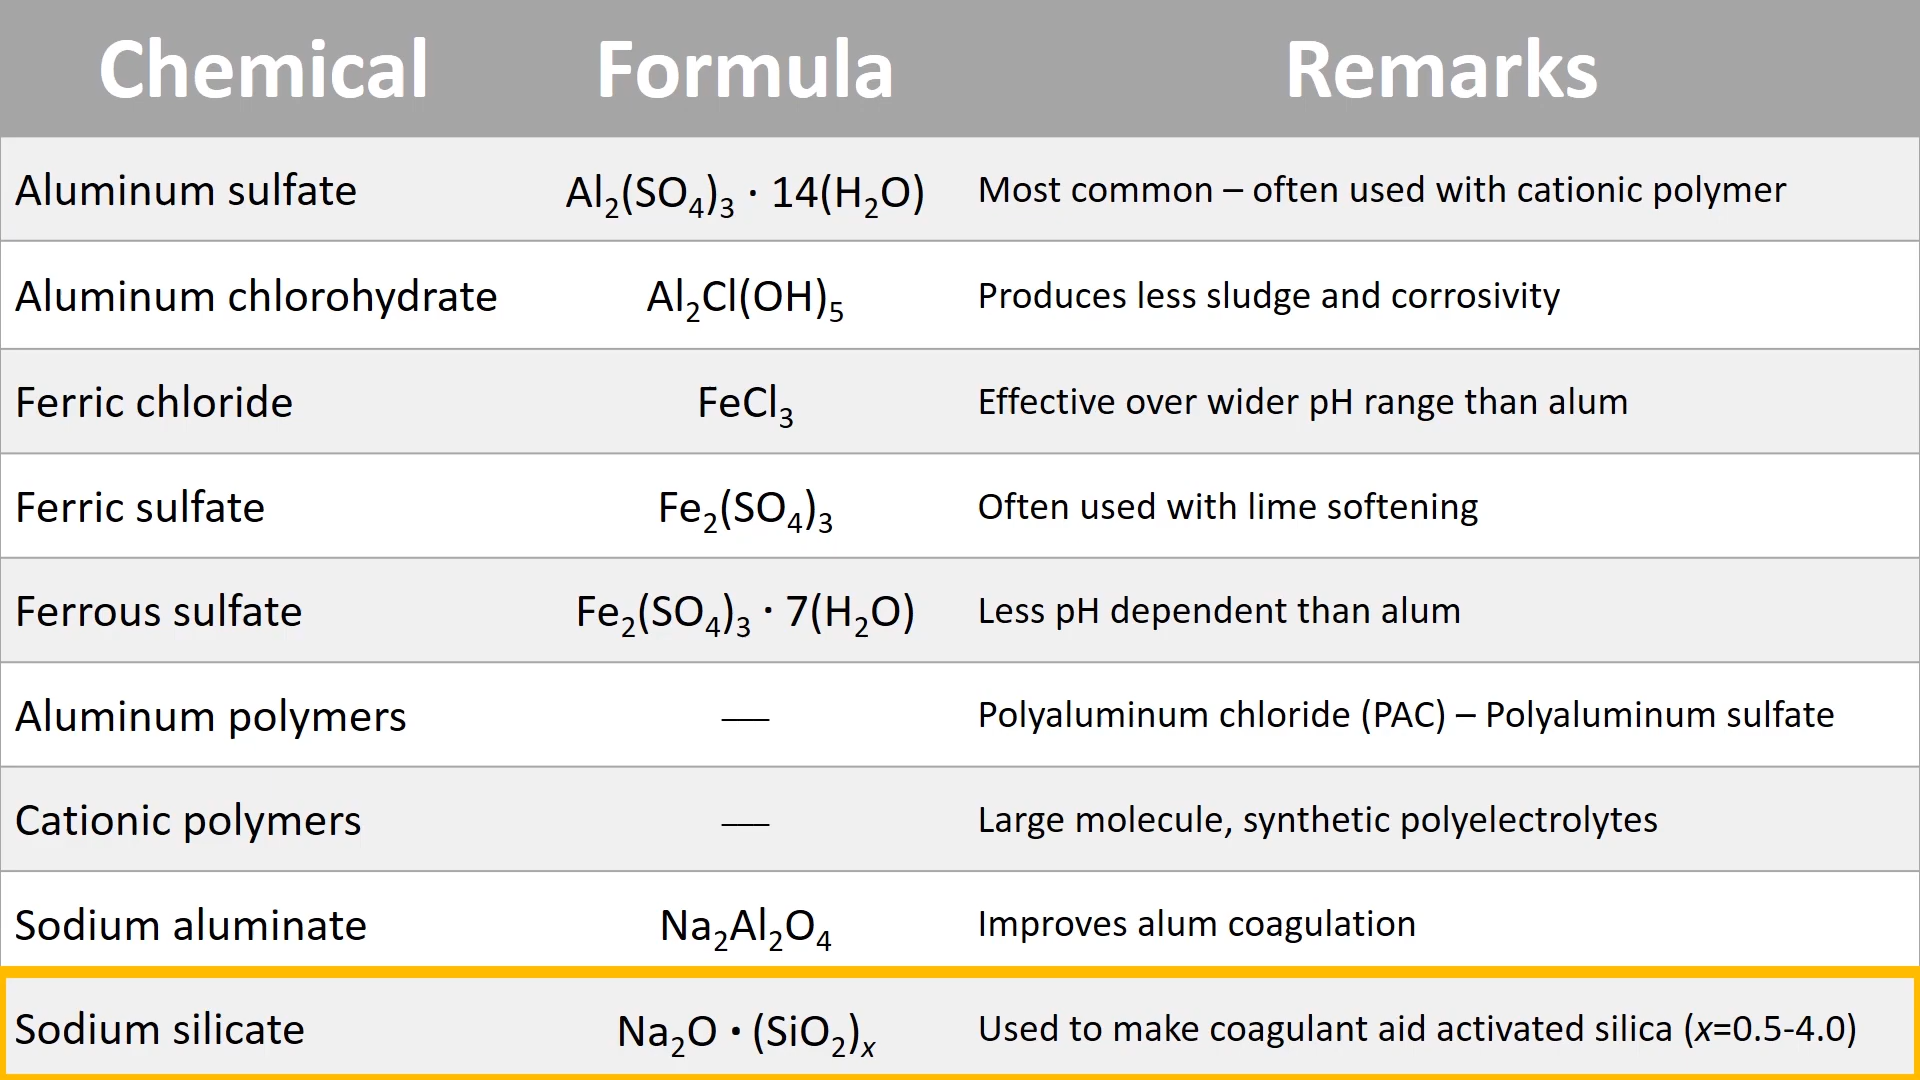 Chemical Formula Remarks
Aluminum sulfate Al₂(SO₄)₃ · 14(H₂O) Most common – often used with cationic polymer
Aluminum chlorohydrate Al₂Cl(OH)₅ Produces less sludge and corrosivity
Ferric chloride FeCl₃ Effective over wider pH range than alum
Ferric sulfate Fe₂(SO₄)₃ Often used with lime softening
Ferrous sulfate Fe₂(SO₄)₃ · 7(H₂O) Less pH dependent than alum
Aluminum polymers — Polyaluminum chloride (PAC) – Polyaluminum sulfate
Cationic polymers — Large molecule, synthetic polyelectrolytes
Sodium aluminate Na₂Al₂O₄ Improves alum coagulation
Sodium silicate Na₂O · (SiO₂)ₓ Used to make coagulant aid activated silica (x=0.5-4.0)